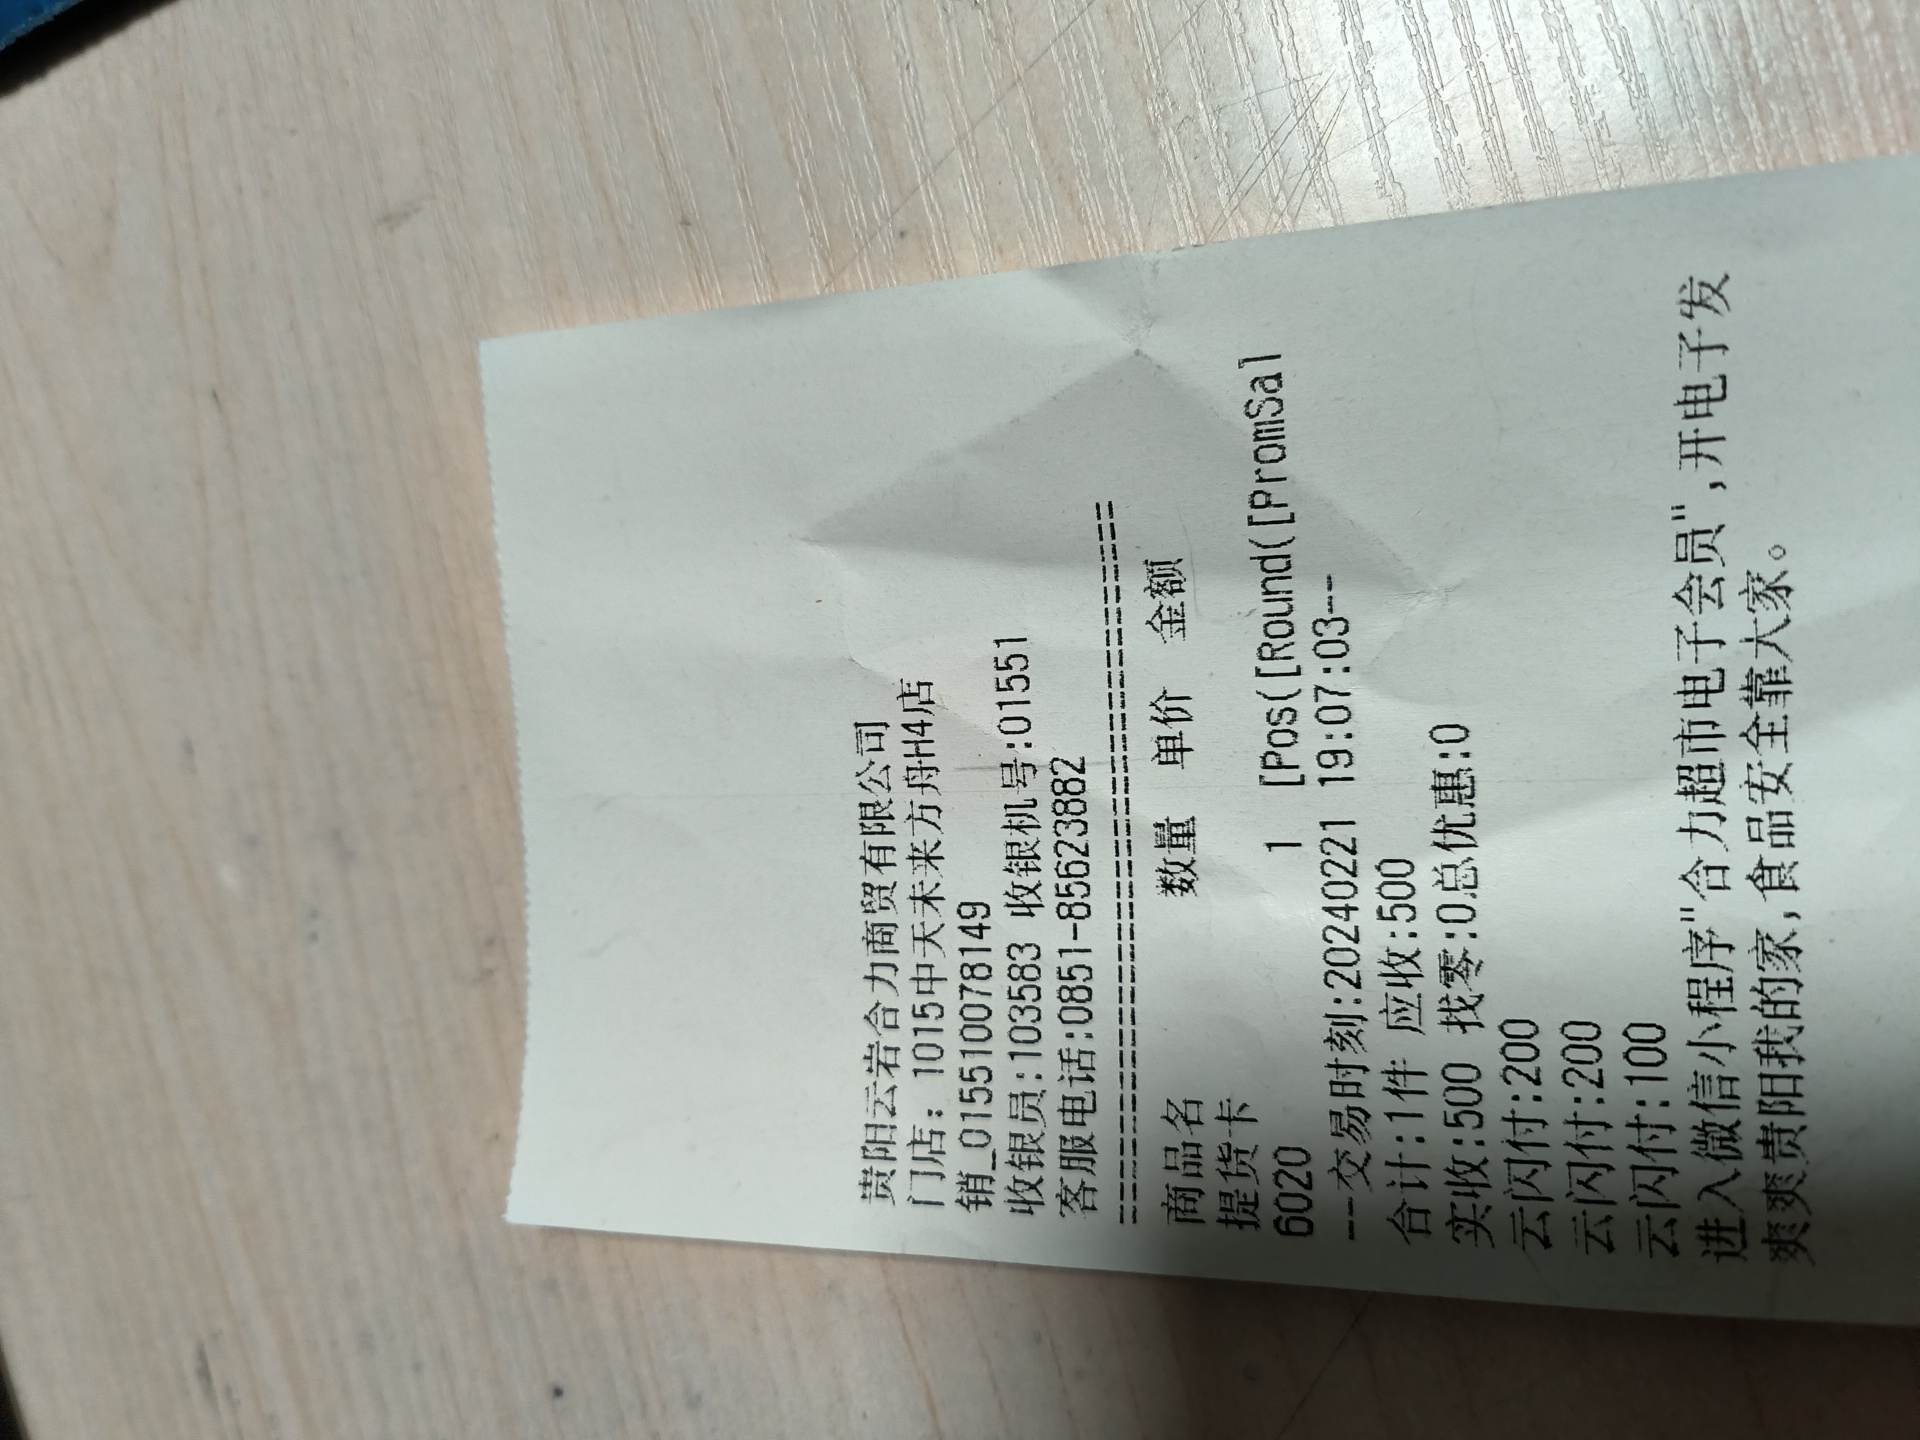 贵阳云岩合力商贸有限公司
门店: 1015中天未来方舟H4店
销_0155100781​49
收银员:103583 收银机号:01551
客服电话:0851-85623882
========================================
商品名 数量 单价 金额
提货卡
6020 1 [Pos([Round([PromSal
---交易时刻:20240221 19:07:03---
合计:1件 应收:500
实收:500 找零:0总优惠:0
云闪付:200
云闪付:200
云闪付:100
进入微信小程序"合力超市电子会员",开电子发
爽爽贵阳我的家,食品安全靠大家。